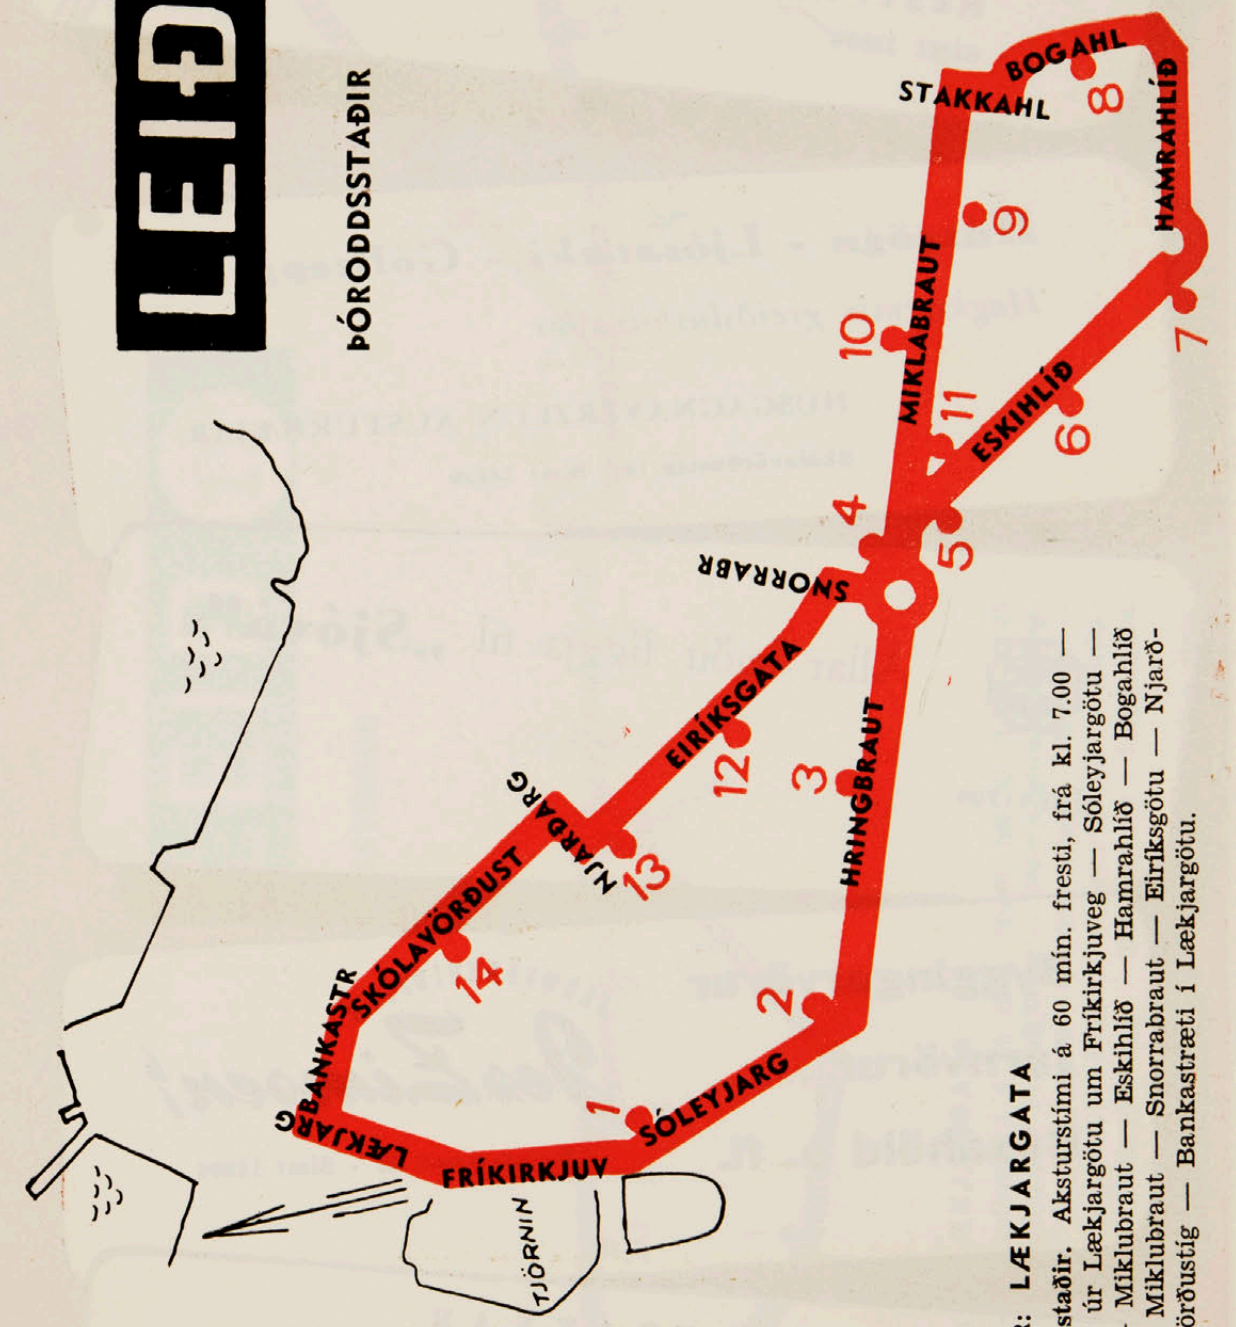 LEIÐ
ÞÓRODDSSTAÐIR
STAKKAHL
BOGAHL
8
HAMRAHLÍÐ
9
7
10
MIKLABRAUT
11
ESKIHLÍÐ
6
4
5
SNORRABR
EIRÍKSGATA
12
3
HRINGBRAUT
NJARÐARG
13
SKÓLAVÖRÐUST
14
BANKASTR
2
LÆKJARG
1
SÓLEYJARG
FRÍKIRKJUV
TJÖRNIN
: LÆKJARGATA
staðir. Aksturstími á 60 mín. fresti, frá kl. 7.00 —
úr Lækjargötu um Fríkirkjuveg — Sóleyjargötu —
Miklubraut — Eskihlíð — Hamrahlíð — Bogahlíð
Miklubraut — Snorrabraut — Eiríksgötu — Njarð-
örðustíg — Bankastræti í Lækjargötu.